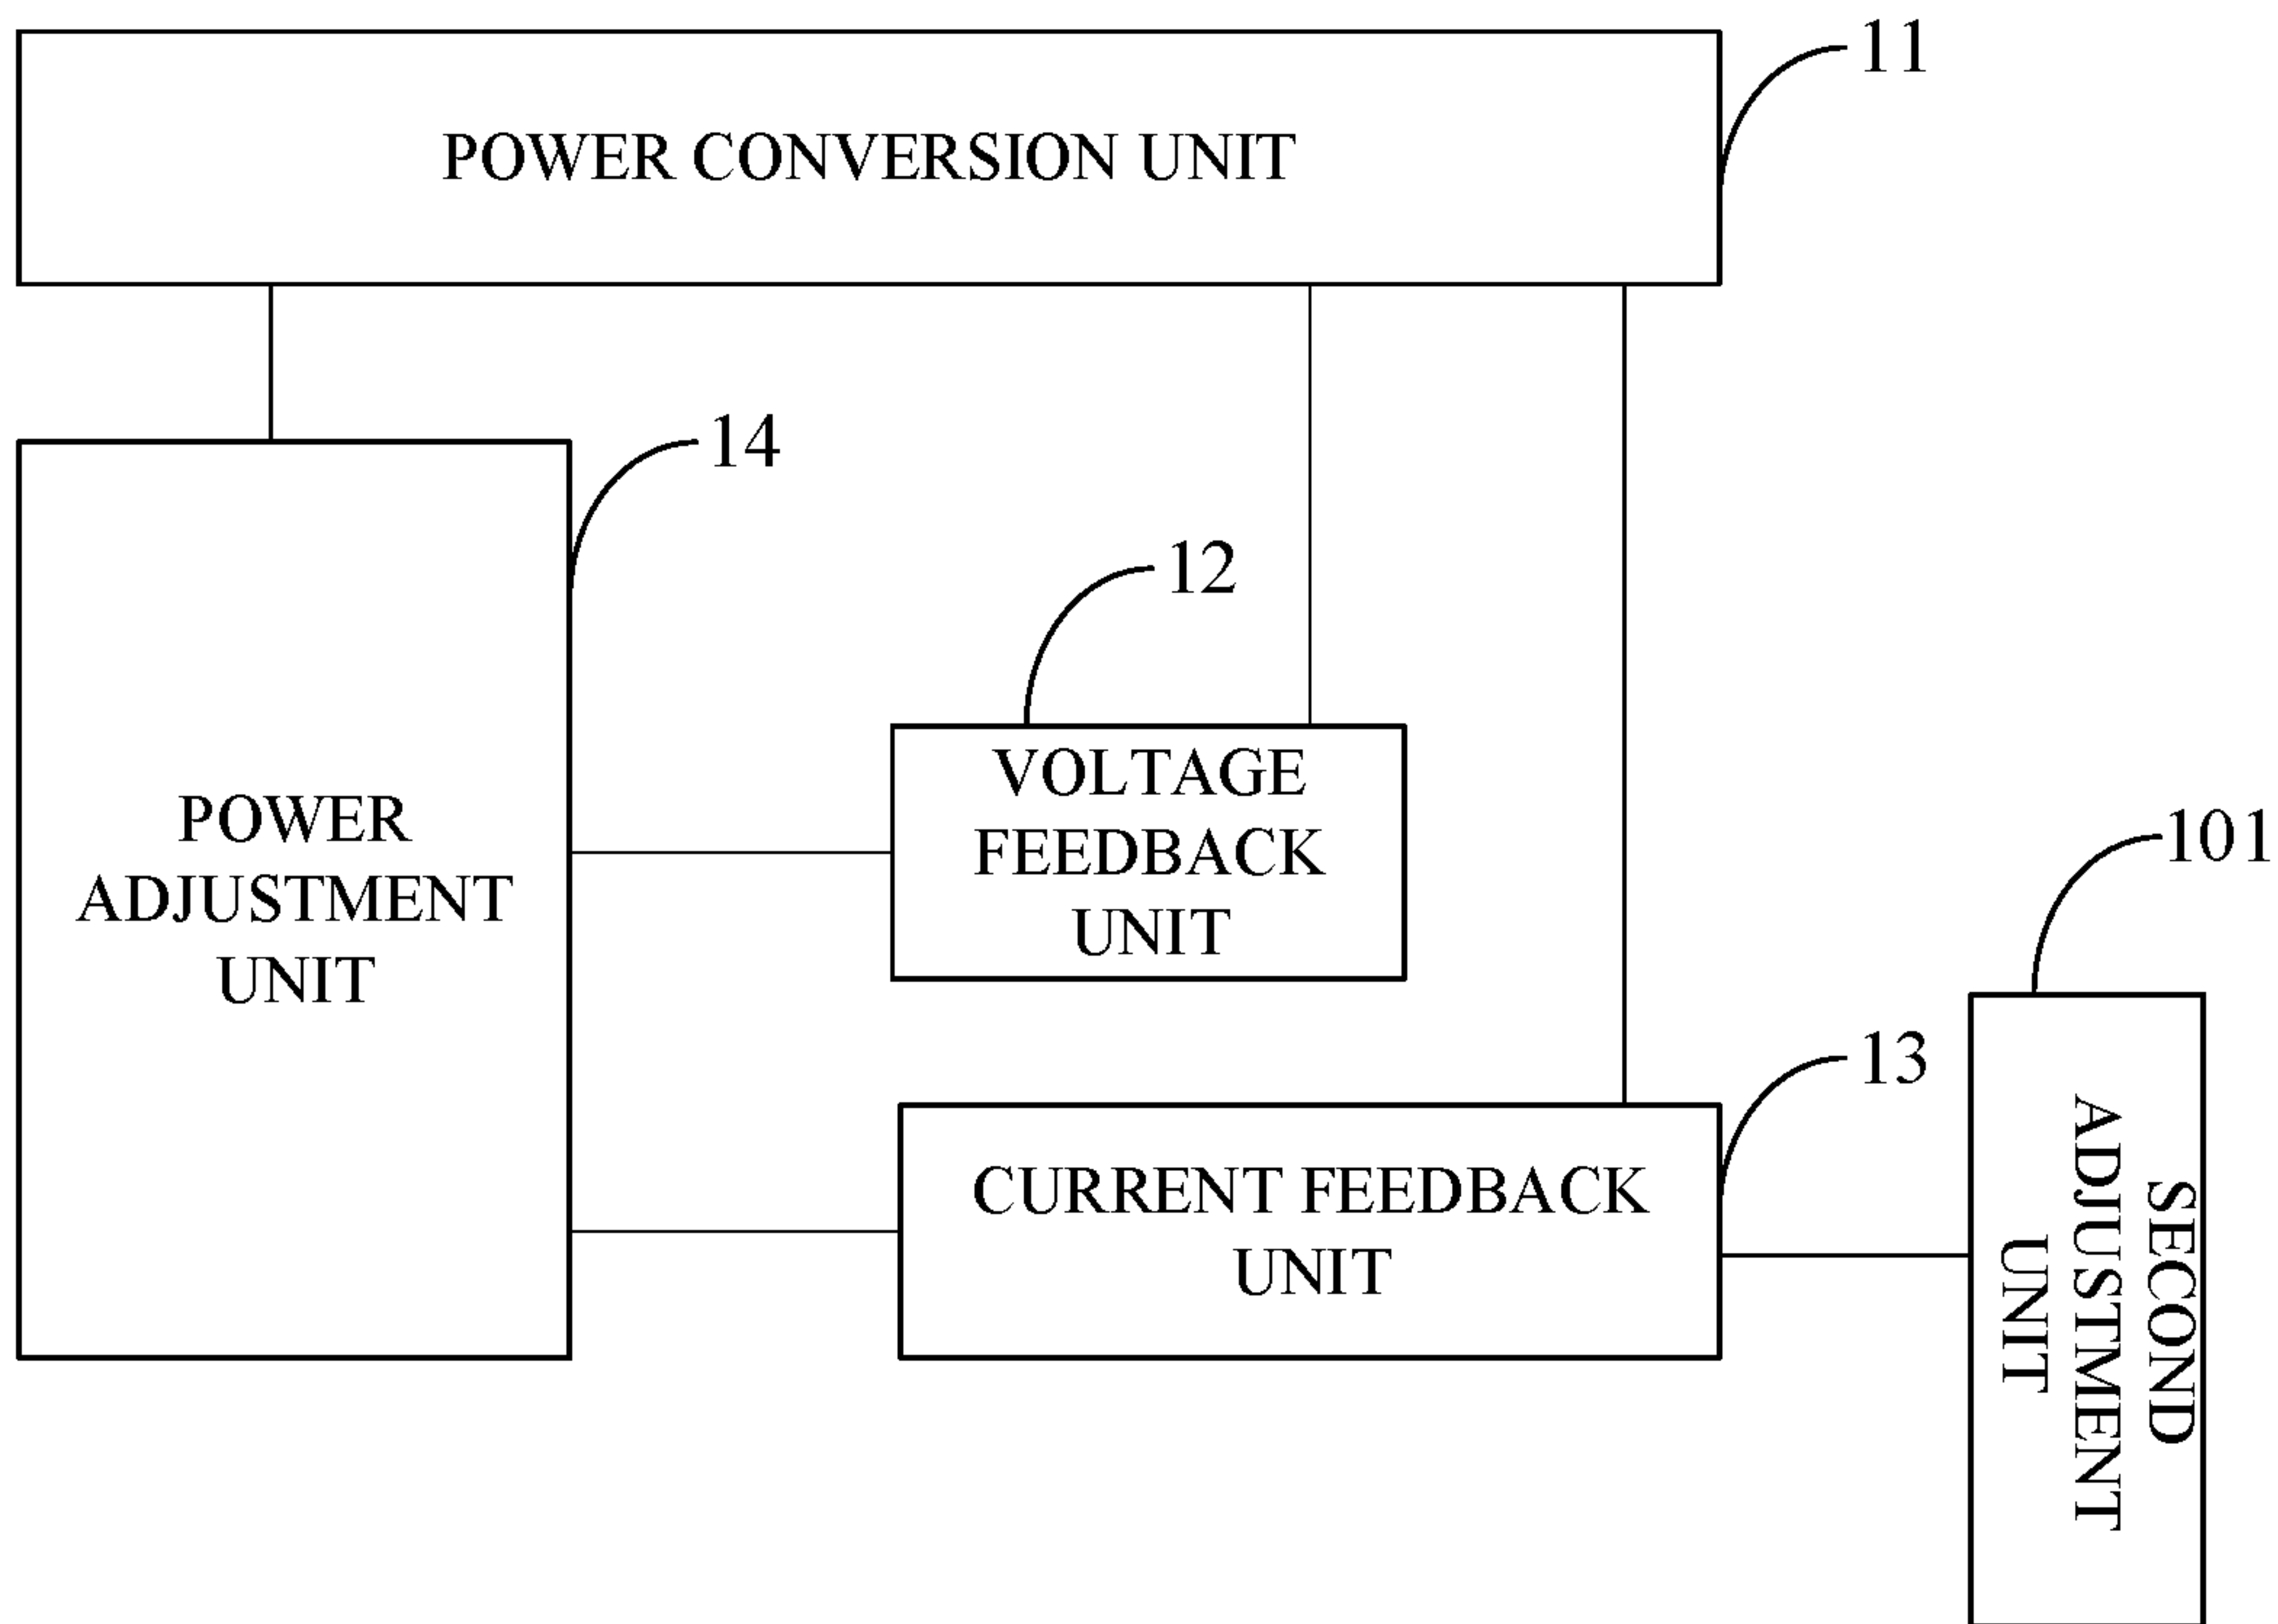 11
POWER CONVERSION UNIT
14
12
VOLTAGE
FEEDBACK
UNIT
POWER
ADJUSTMENT
UNIT
101
13
CURRENT FEEDBACK
UNIT
SECOND
ADJUSTMENT
UNIT